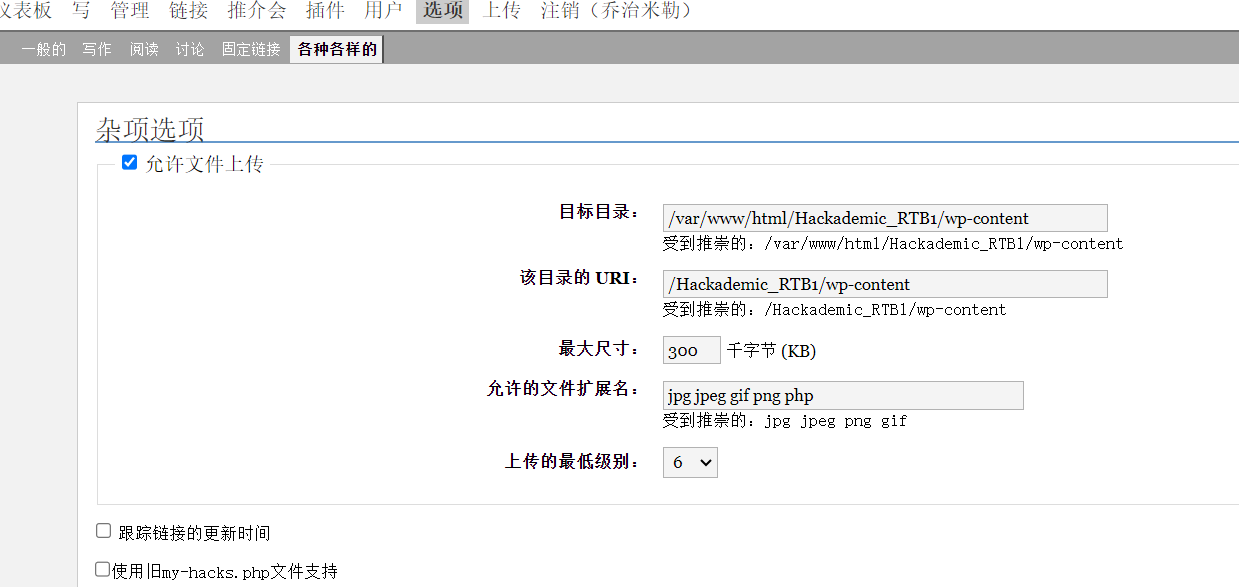 仪表板 写 管理 链接 推介会 插件 用户 选项 上传 注销（乔治米勒）
一般的 写作 阅读 讨论 固定链接 各种各样的
杂项选项
允许文件上传
目标目录： /var/www/html/Hackademic_RTB1/wp-content
受到推崇的：/var/www/html/Hackademic_RTB1/wp-content
该目录的 URI： /Hackademic_RTB1/wp-content
受到推崇的：/Hackademic_RTB1/wp-content
最大尺寸： 300 千字节 (KB)
允许的文件扩展名： jpg jpeg gif png php
受到推崇的：jpg jpeg png gif
上传的最低级别： 6
跟踪链接的更新时间
使用旧my-hacks.php文件支持